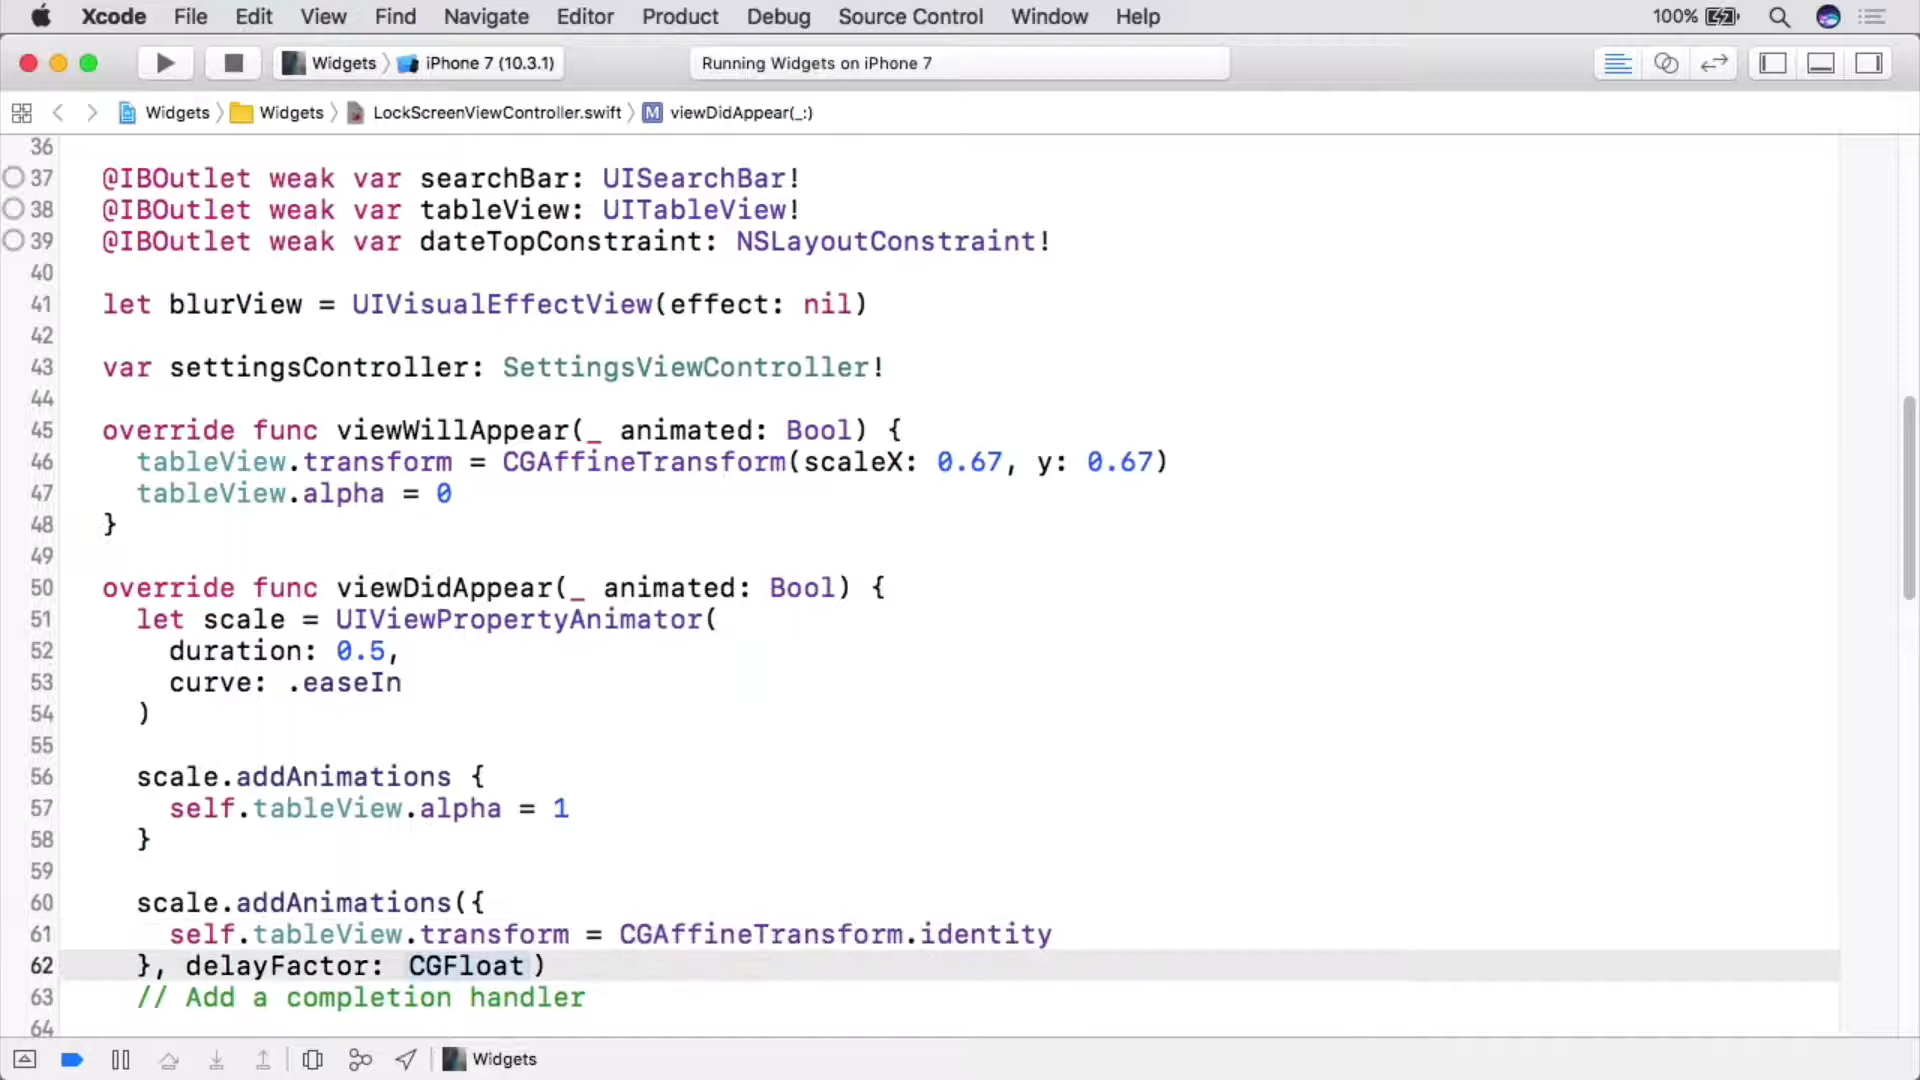 Xcode File Edit View Find Navigate Editor Product Debug Source Control Window Help 100%
Widgets iPhone 7 (10.3.1) Running Widgets on iPhone 7
Widgets Widgets LockScreenViewController.swift M viewDidAppear(_:)
36
37 @IBOutlet weak var searchBar: UISearchBar!
38 @IBOutlet weak var tableView: UITableView!
39 @IBOutlet weak var dateTopConstraint: NSLayoutConstraint!
40
41 let blurView = UIVisualEffectView(effect: nil)
42
43 var settingsController: SettingsViewController!
44
45 override func viewWillAppear(_ animated: Bool) {
46 tableView.transform = CGAffineTransform(scaleX: 0.67, y: 0.67)
47 tableView.alpha = 0
48 }
49
50 override func viewDidAppear(_ animated: Bool) {
51 let scale = UIViewPropertyAnimator(
52 duration: 0.5,
53 curve: .easeIn
54 )
55
56 scale.addAnimations {
57 self.tableView.alpha = 1
58 }
59
60 scale.addAnimations({
61 self.tableView.transform = CGAffineTransform.identity
62 }, delayFactor: CGFloat)
63 // Add a completion handler
64
Widgets